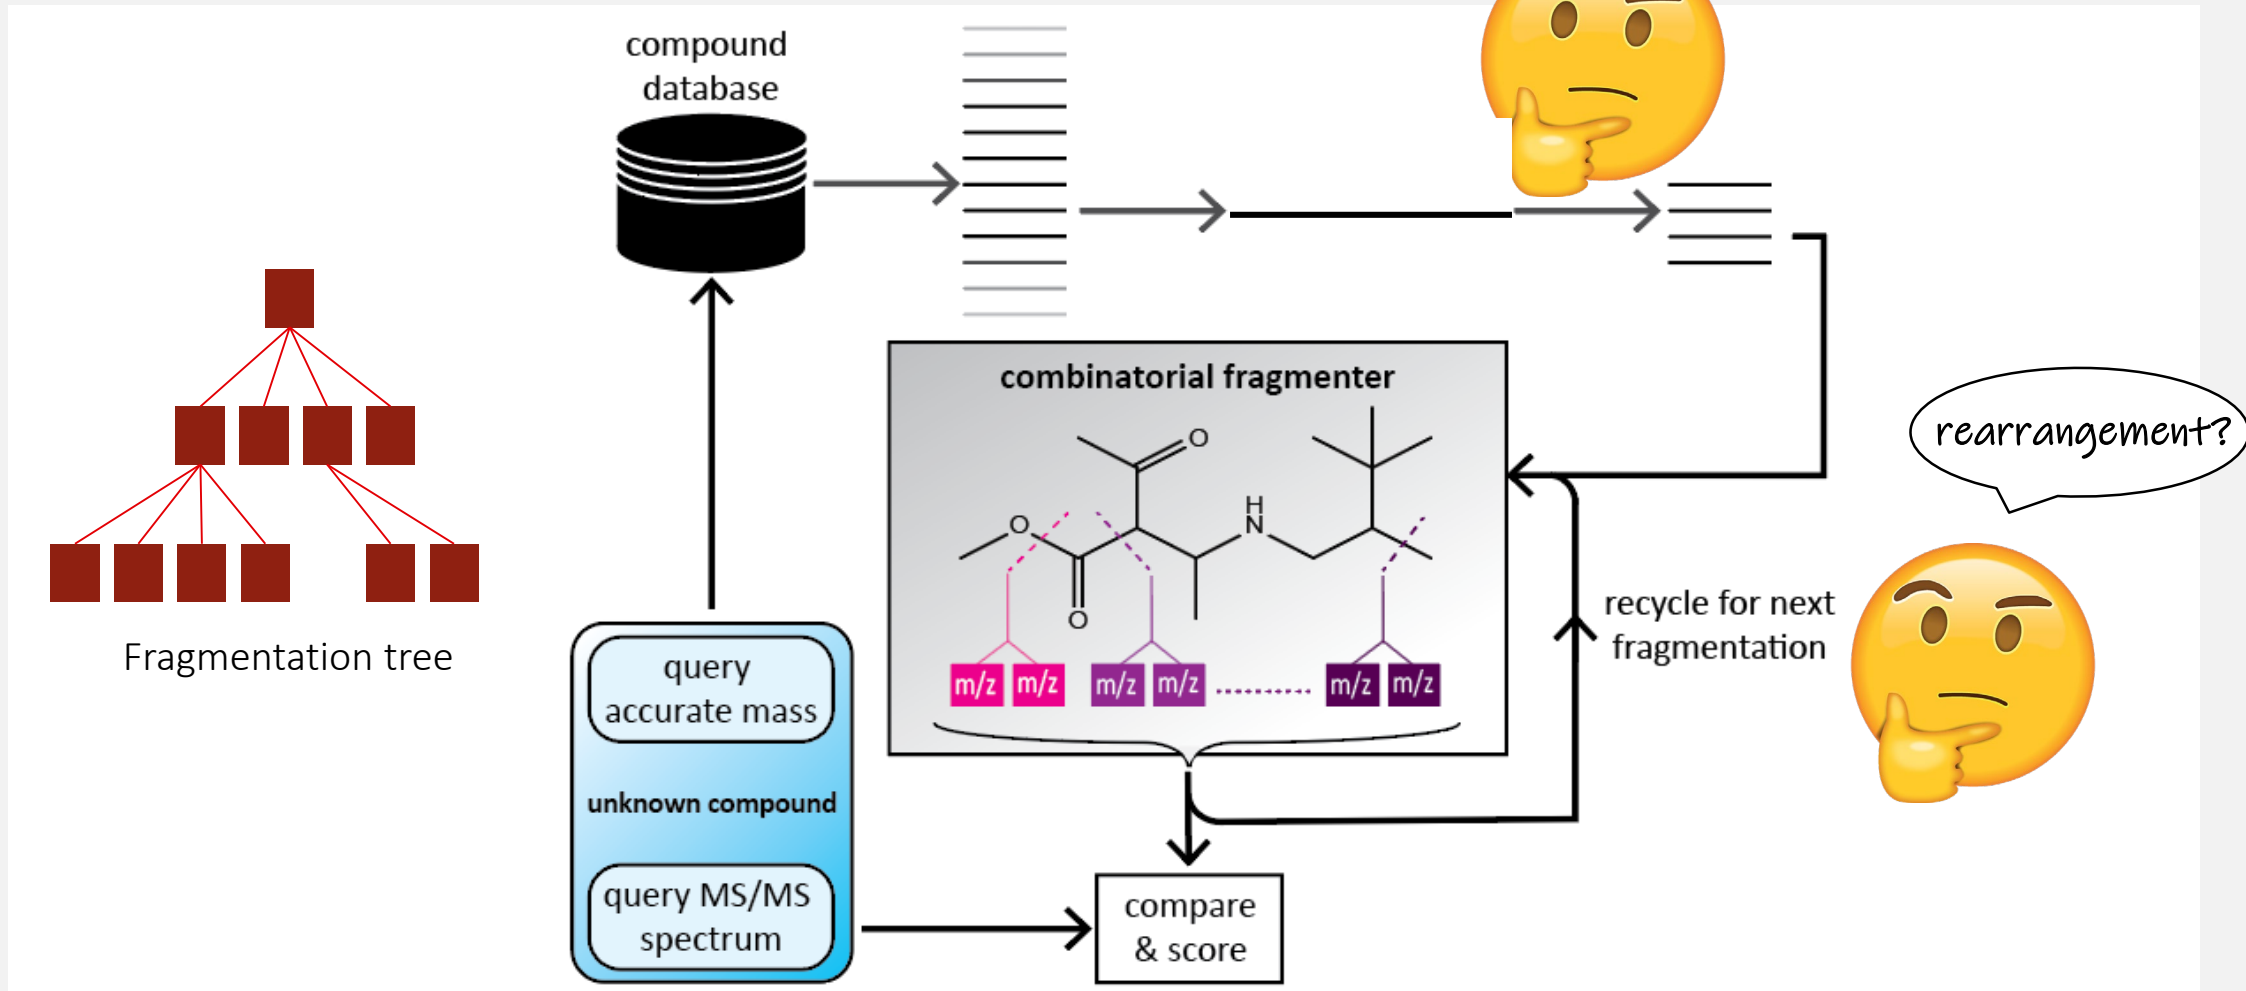 compound
database
combinatorial fragmenter
O
O
H
N
O
m/z m/z m/z m/z m/z m/z
rearrangement?
recycle for next
fragmentation
Fragmentation tree
query
accurate mass
unknown compound
query MS/MS
spectrum
compare
& score